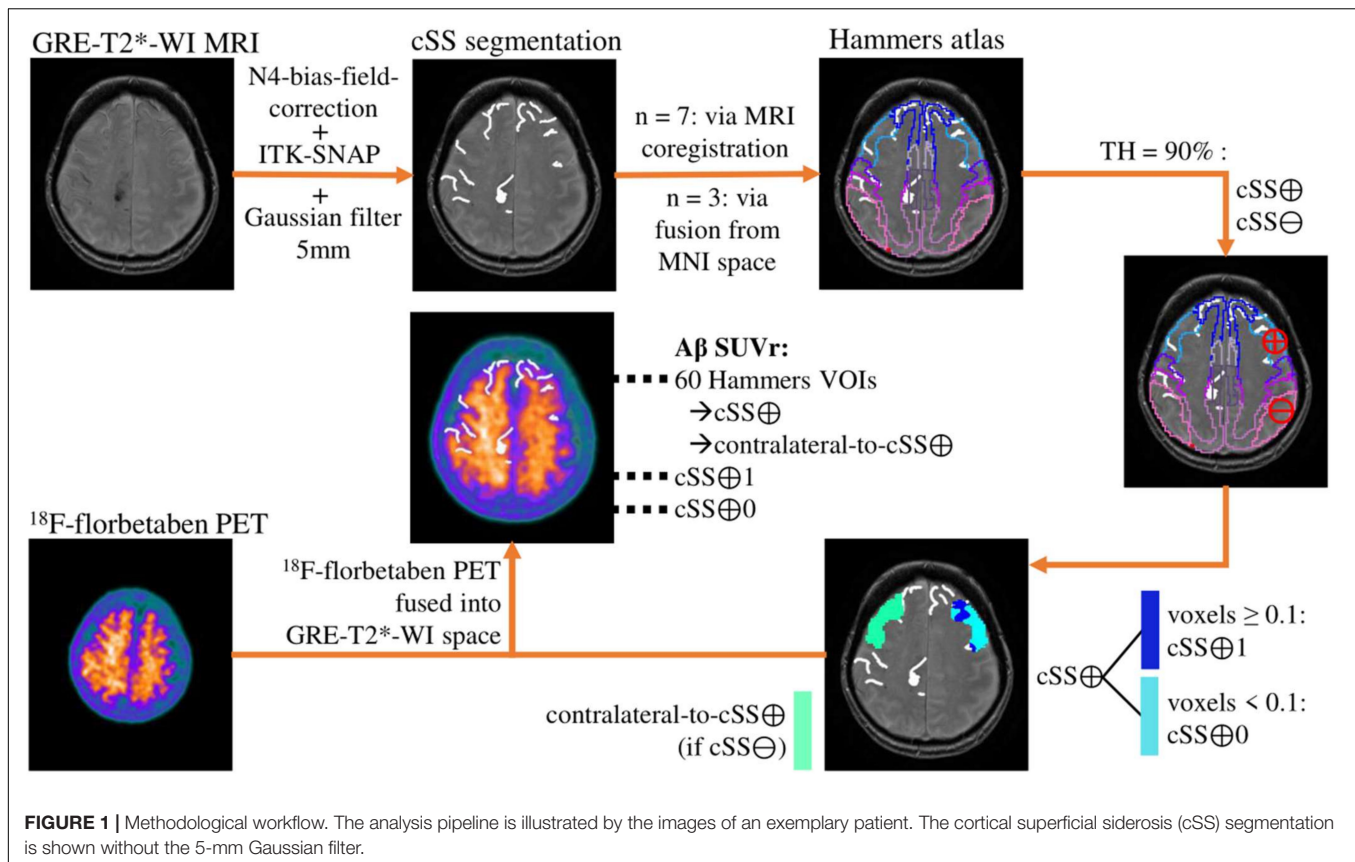 GRE-T2*-WI MRI
N4-bias-field-
correction
+
ITK-SNAP
+
Gaussian filter
5mm
cSS segmentation
n = 7: via MRI
coregistration
n = 3: via
fusion from
MNI space
Hammers atlas
TH = 90% :
cSS⊕
cSS⊖
⊕
⊖
Aβ SUVr:
60 Hammers VOIs
→cSS⊕
→contralateral-to-cSS⊕
cSS⊕1
cSS⊕0
¹⁸F-florbetaben PET
¹⁸F-florbetaben PET
fused into
GRE-T2*-WI space
contralateral-to-cSS⊕
(if cSS⊖)
cSS⊕
voxels ≥ 0.1:
cSS⊕1
voxels < 0.1:
cSS⊕0
FIGURE 1 | Methodological workflow. The analysis pipeline is illustrated by the images of an exemplary patient. The cortical superficial siderosis (cSS) segmentation
is shown without the 5-mm Gaussian filter.